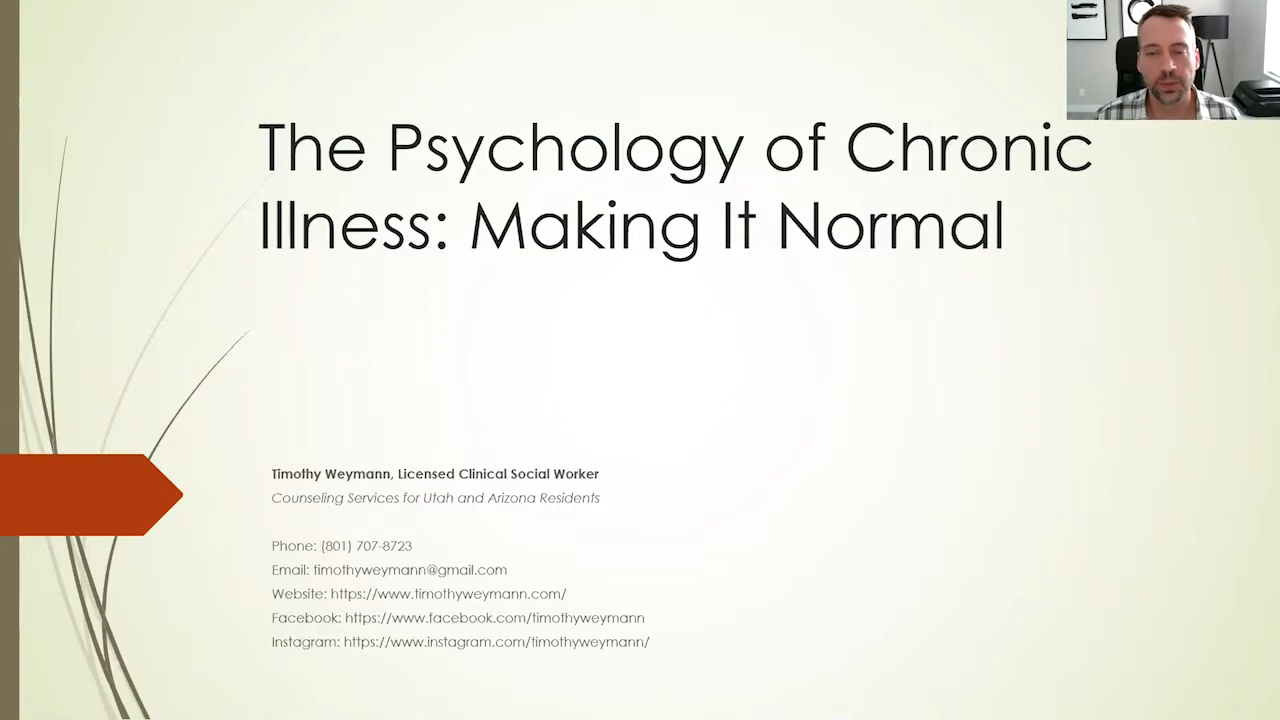 The Psychology of Chronic
Illness: Making It Normal
Timothy Weymann, Licensed Clinical Social Worker
Counseling Services for Utah and Arizona Residents
Phone: (801) 707-8723
Email: timothyweymann@gmail.com
Website: https://www.timothyweymann.com/
Facebook: https://www.facebook.com/timothyweymann
Instagram: https://www.instagram.com/timothyweymann/